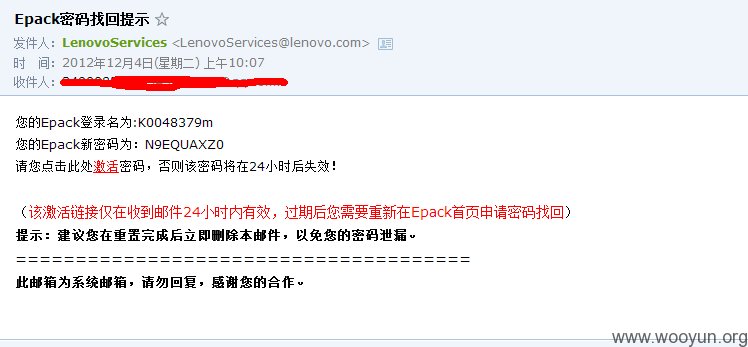 Epack密码找回提示 ☆
发件人：LenovoServices <LenovoServices@lenovo.com>
时　间：2012年12月4日(星期二) 上午10:07
收件人：
您的Epack登录名为:K0048379m
您的Epack新密码为：N9EQUAXZ0
请您点击此处激活密码，否则该密码将在24小时后失效！
（该激活链接仅在收到邮件24小时内有效，过期后您需要重新在Epack首页申请密码找回）
提示：建议您在重置完成后立即删除本邮件，以免您的密码泄漏。
========================================
此邮箱为系统邮箱，请勿回复，感谢您的合作。
www.wooyun.org